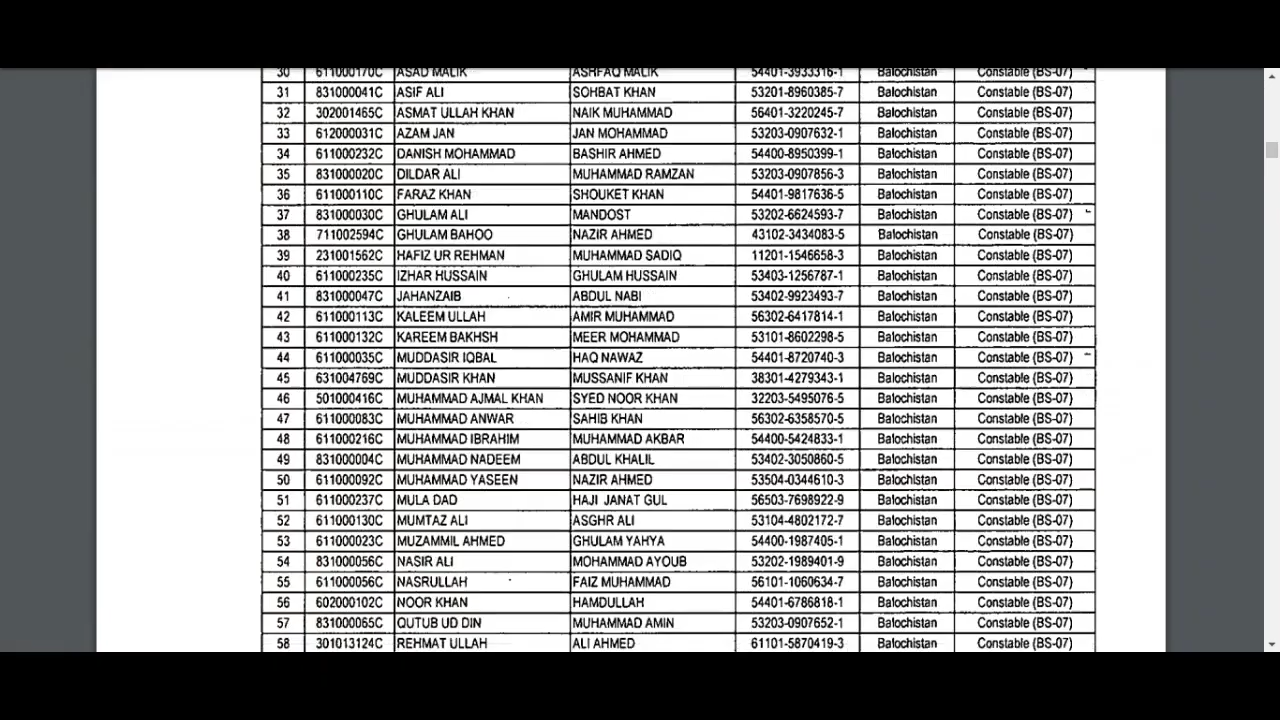 30 611000170C ASAD MALIK ASHFAQ MALIK 54401-3933316-1 Balochistan Constable (BS-07)
31 831000041C ASIF ALI SOHBAT KHAN 53201-8960385-7 Balochistan Constable (BS-07)
32 302001465C ASMAT ULLAH KHAN NAIK MUHAMMAD 56401-3220245-7 Balochistan Constable (BS-07)
33 612000031C AZAM JAN JAN MOHAMMAD 53203-0907632-1 Balochistan Constable (BS-07)
34 611000232C DANISH MOHAMMAD BASHIR AHMED 54400-8950399-1 Balochistan Constable (BS-07)
35 831000020C DILDAR ALI MUHAMMAD RAMZAN 53203-0907856-3 Balochistan Constable (BS-07)
36 611000110C FARAZ KHAN SHOUKET KHAN 54401-9817636-5 Balochistan Constable (BS-07)
37 831000030C GHULAM ALI MANDOST 53202-6624593-7 Balochistan Constable (BS-07)
38 711002594C GHULAM BAHOO NAZIR AHMED 43102-3434083-5 Balochistan Constable (BS-07)
39 231001562C HAFIZ UR REHMAN MUHAMMAD SADIQ 11201-1546658-3 Balochistan Constable (BS-07)
40 611000235C IZHAR HUSSAIN GHULAM HUSSAIN 53403-1256787-1 Balochistan Constable (BS-07)
41 831000047C JAHANZAIB ABDUL NABI 53402-9923493-7 Balochistan Constable (BS-07)
42 611000113C KALEEM ULLAH AMIR MUHAMMAD 56302-6417814-1 Balochistan Constable (BS-07)
43 611000132C KAREEM BAKHSH MEER MOHAMMAD 53101-8602298-5 Balochistan Constable (BS-07)
44 611000035C MUDDASIR IQBAL HAQ NAWAZ 54401-8720740-3 Balochistan Constable (BS-07)
45 631004769C MUDDASIR KHAN MUSSANIF KHAN 38301-4279343-1 Balochistan Constable (BS-07)
46 501000416C MUHAMMAD AJMAL KHAN SYED NOOR KHAN 32203-5495076-5 Balochistan Constable (BS-07)
47 611000083C MUHAMMAD ANWAR SAHIB KHAN 56302-6358570-5 Balochistan Constable (BS-07)
48 611000216C MUHAMMAD IBRAHIM MUHAMMAD AKBAR 54400-5424833-1 Balochistan Constable (BS-07)
49 831000004C MUHAMMAD NADEEM ABDUL KHALIL 53402-3050860-5 Balochistan Constable (BS-07)
50 611000092C MUHAMMAD YASEEN NAZIR AHMED 53504-0344610-3 Balochistan Constable (BS-07)
51 611000237C MULA DAD HAJI JANAT GUL 56503-7698922-9 Balochistan Constable (BS-07)
52 611000130C MUMTAZ ALI ASGHR ALI 53104-4802172-7 Balochistan Constable (BS-07)
53 611000023C MUZAMMIL AHMED GHULAM YAHYA 54400-1987405-1 Balochistan Constable (BS-07)
54 831000056C NASIR ALI MOHAMMAD AYOUB 53202-1989401-9 Balochistan Constable (BS-07)
55 611000056C NASRULLAH FAIZ MUHAMMAD 56101-1060634-7 Balochistan Constable (BS-07)
56 602000102C NOOR KHAN HAMDULLAH 54401-6786818-1 Balochistan Constable (BS-07)
57 831000065C QUTUB UD DIN MUHAMMAD AMIN 53203-0907652-1 Balochistan Constable (BS-07)
58 301013124C REHMAT ULLAH ALI AHMED 61101-5870419-3 Balochistan Constable (BS-07)